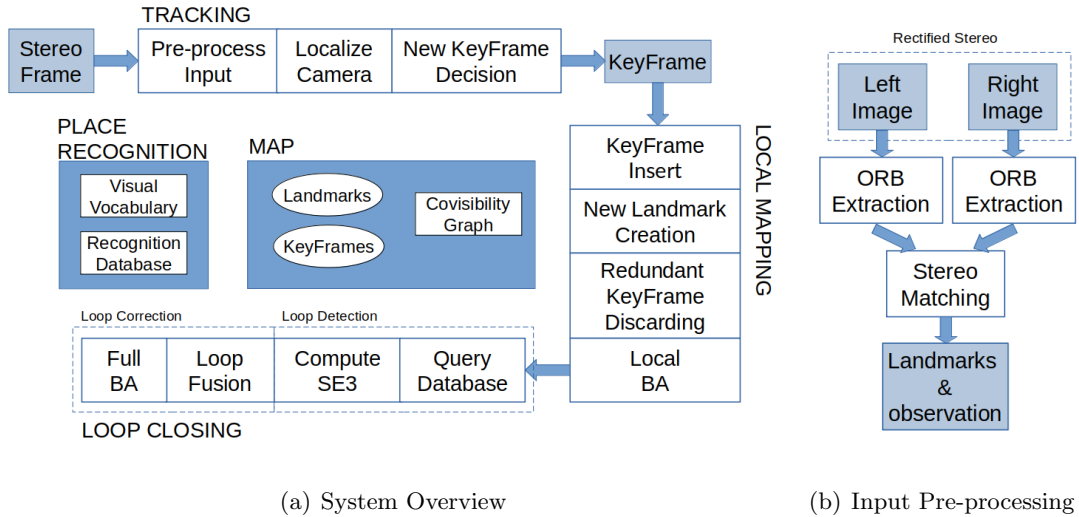 TRACKING
Stereo
Frame
Pre-process
Input
Localize
Camera
New KeyFrame
Decision
KeyFrame
PLACE
RECOGNITION
Visual
Vocabulary
Recognition
Database
MAP
Landmarks
KeyFrames
Covisibility
Graph
KeyFrame
Insert
New Landmark
Creation
Redundant
KeyFrame
Discarding
Local
BA
LOCAL MAPPING
Loop Correction
Loop Detection
Full
BA
Loop
Fusion
Compute
SE3
Query
Database
LOOP CLOSING
(a) System Overview
Rectified Stereo
Left
Image
Right
Image
ORB
Extraction
ORB
Extraction
Stereo
Matching
Landmarks
&
observation
(b) Input Pre-processing